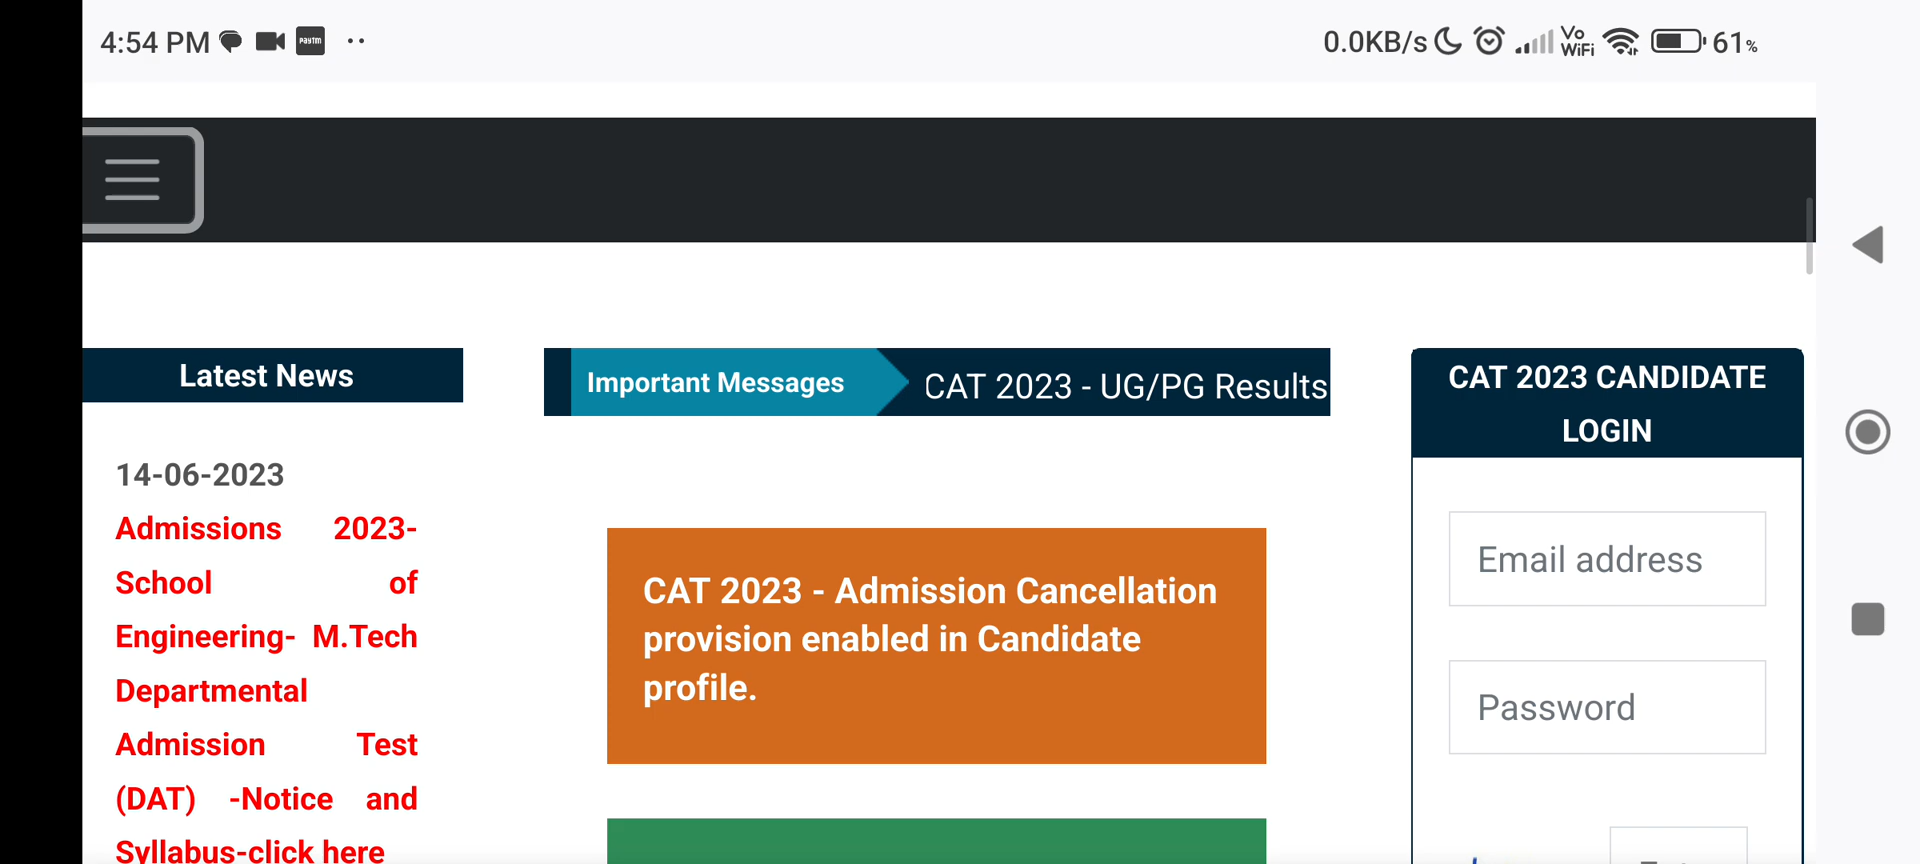 4:54 PM
paytm
0.0KB/s
Vo
WiFi
61%
Latest News
14-06-2023
Admissions 2023-
School of
Engineering- M.Tech
Departmental
Admission Test
(DAT) -Notice and
Syllabus-click here
Important Messages
CAT 2023 - UG/PG Results
CAT 2023 - Admission Cancellation
provision enabled in Candidate
profile.
CAT 2023 CANDIDATE
LOGIN
Email address
Password